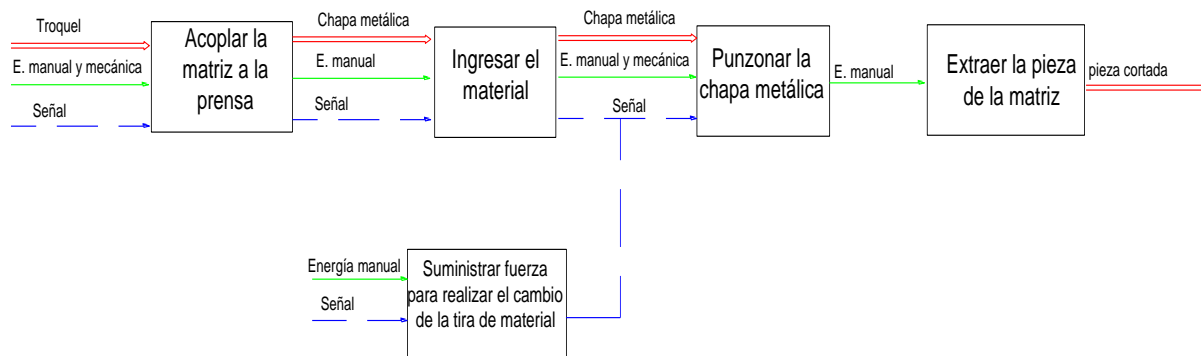 Troquel
E. manual y mecánica
Señal
Acoplar la
matriz a la
prensa
Chapa metálica
E. manual
Señal
Ingresar el
material
Chapa metálica
E. manual y mecánica
Señal
Punzonar la
chapa metálica
E. manual
Extraer la pieza
de la matriz
pieza cortada
Energía manual
Señal
Suministrar fuerza
para realizar el cambio
de la tira de material